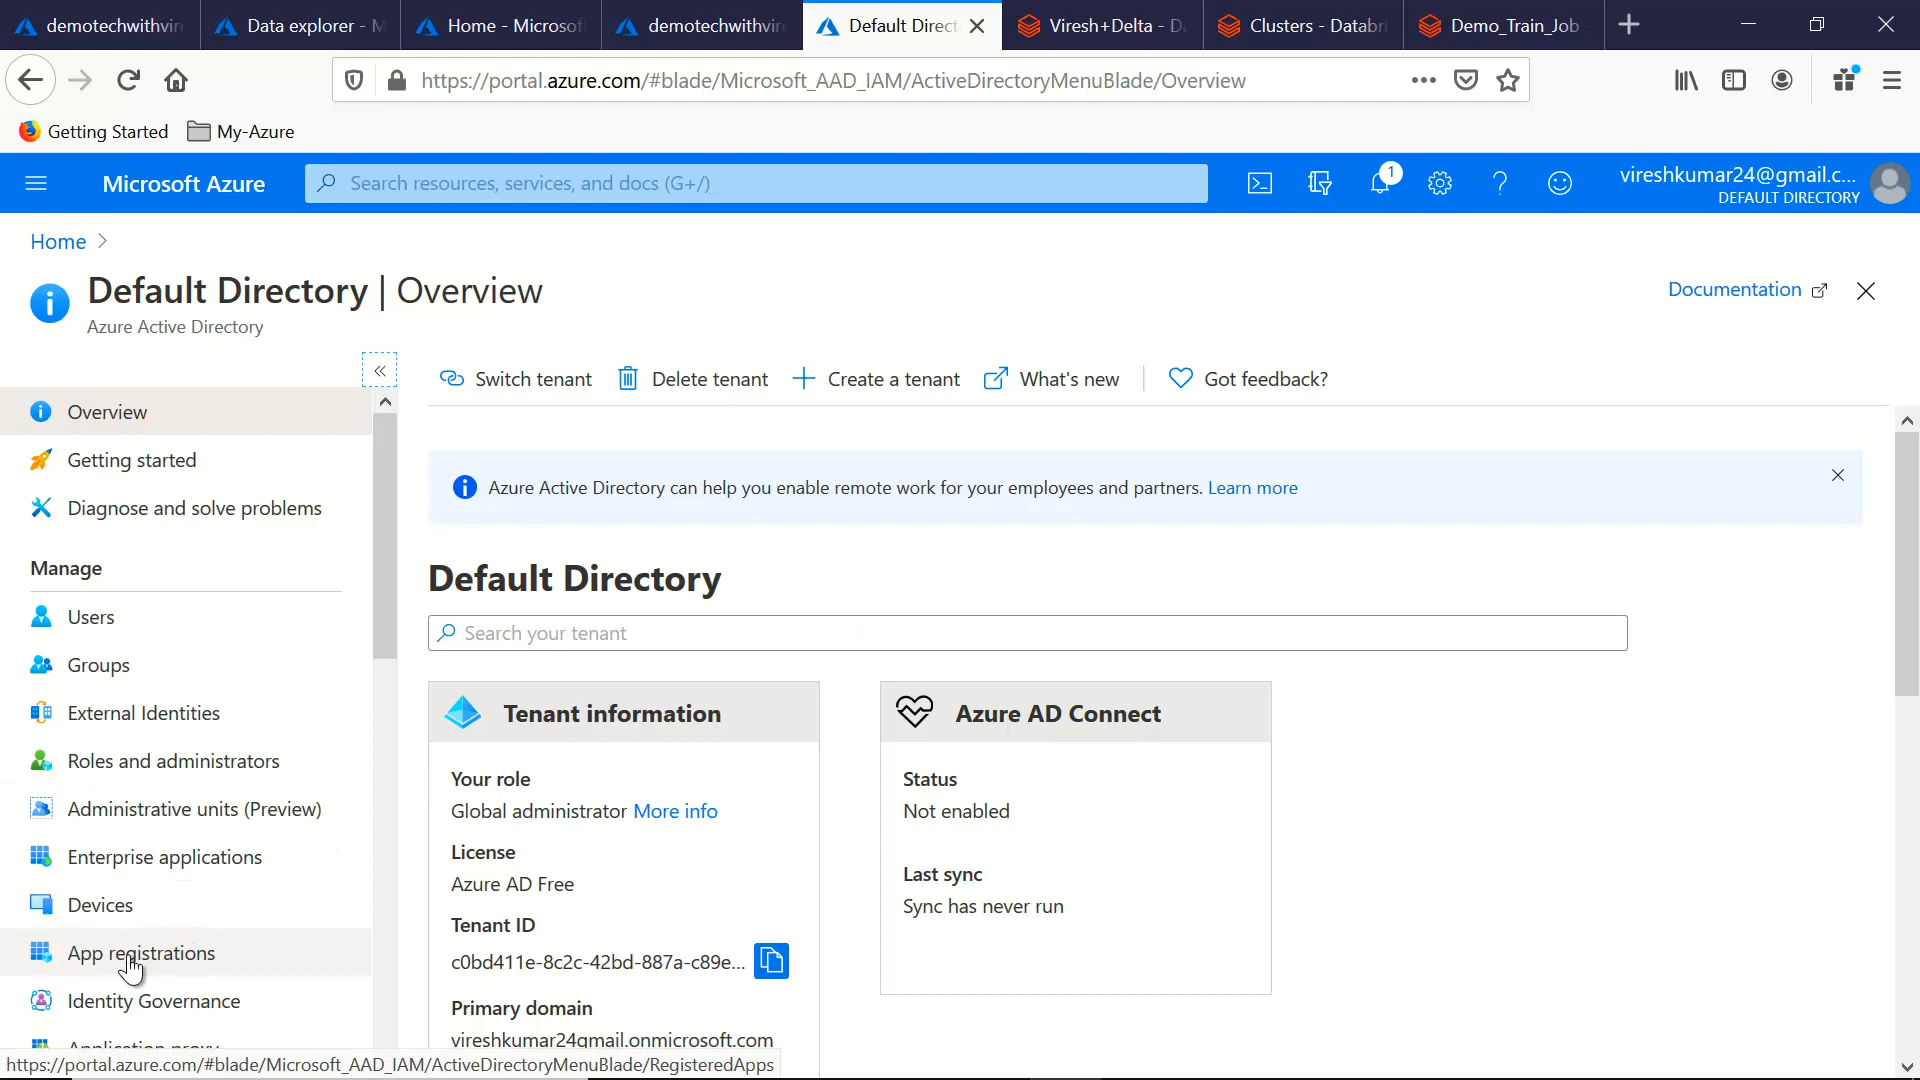 demotechwithvire
Data explorer - M
Home - Microsof
demotechwithvire
Default Direct
Viresh+Delta - Da
Clusters - Databri
Demo_Train_Job
https://portal.azure.com/#blade/Microsoft_AAD_IAM/ActiveDirectoryMenuBlade/Overview
Getting Started
My-Azure
Microsoft Azure
Search resources, services, and docs (G+/)
1
vireshkumar24@gmail.c...
DEFAULT DIRECTORY
Home
Default Directory | Overview
Azure Active Directory
Documentation
Switch tenant
Delete tenant
Create a tenant
What's new
Got feedback?
Overview
Getting started
Diagnose and solve problems
Manage
Users
Groups
External Identities
Roles and administrators
Administrative units (Preview)
Enterprise applications
Devices
App registrations
Identity Governance
Application proxy
Azure Active Directory can help you enable remote work for your employees and partners. Learn more
Default Directory
Search your tenant
Tenant information
Your role
Global administrator More info
License
Azure AD Free
Tenant ID
c0bd411e-8c2c-42bd-887a-c89e...
Primary domain
vireshkumar24gmail.onmicrosoft.com
Azure AD Connect
Status
Not enabled
Last sync
Sync has never run
https://portal.azure.com/#blade/Microsoft_AAD_IAM/ActiveDirectoryMenuBlade/RegisteredApps